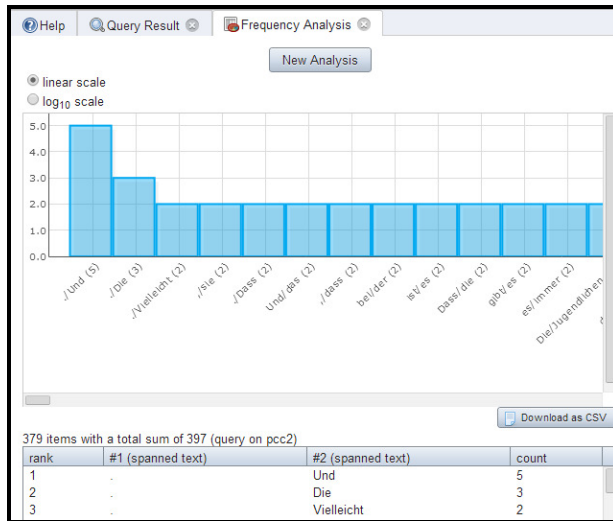 Help Query Result Frequency Analysis
New Analysis
linear scale
log10 scale
5.0
4.0
3.0
2.0
1.0
0.0
./Und (5)
./Die (3)
./Vielleicht (2)
,/sie (2)
./Dass (2)
Und/das (2)
,/dass (2)
bei/der (2)
ist/es (2)
Dass/die (2)
gibt/es (2)
es/immer (2)
Die/Jugendlichen
Download as CSV
379 items with a total sum of 397 (query on pcc2)
rank #1 (spanned text) #2 (spanned text) count
1 . Und 5
2 . Die 3
3 . Vielleicht 2